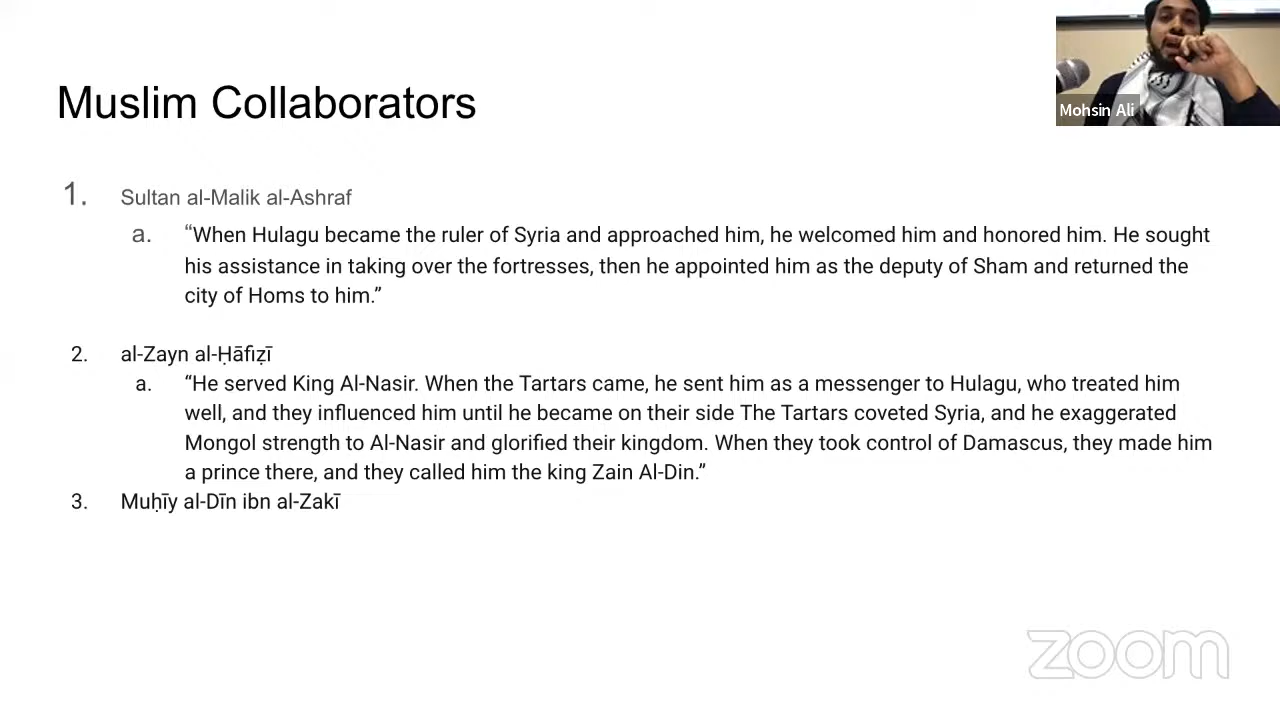 Muslim Collaborators
Mohsin Ali
1. Sultan al-Malik al-Ashraf
a. “When Hulagu became the ruler of Syria and approached him, he welcomed him and honored him. He sought
his assistance in taking over the fortresses, then he appointed him as the deputy of Sham and returned the
city of Homs to him.”
2. al-Zayn al-Ḥāfiẓī
a. “He served King Al-Nasir. When the Tartars came, he sent him as a messenger to Hulagu, who treated him
well, and they influenced him until he became on their side The Tartars coveted Syria, and he exaggerated
Mongol strength to Al-Nasir and glorified their kingdom. When they took control of Damascus, they made him
a prince there, and they called him the king Zain Al-Din.”
3. Muḥīy al-Dīn ibn al-Zakī
zoom